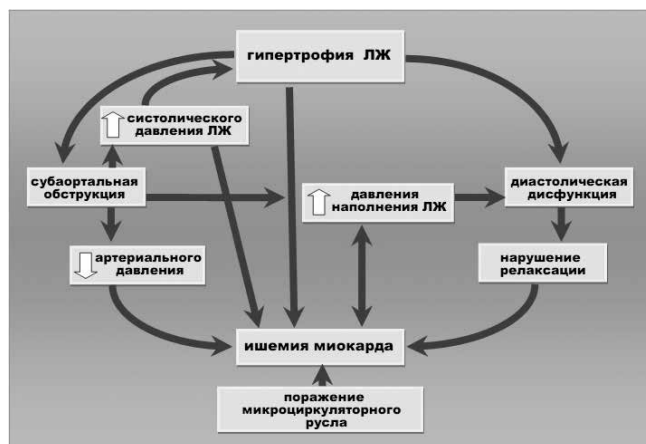 гипертрофия ЛЖ
систолического
давления ЛЖ
субаортальная
обструкция
давления
наполнения ЛЖ
диастолическая
дисфункция
артериального
давления
нарушение
релаксации
ишемия миокарда
поражение
микроциркуляторного
русла